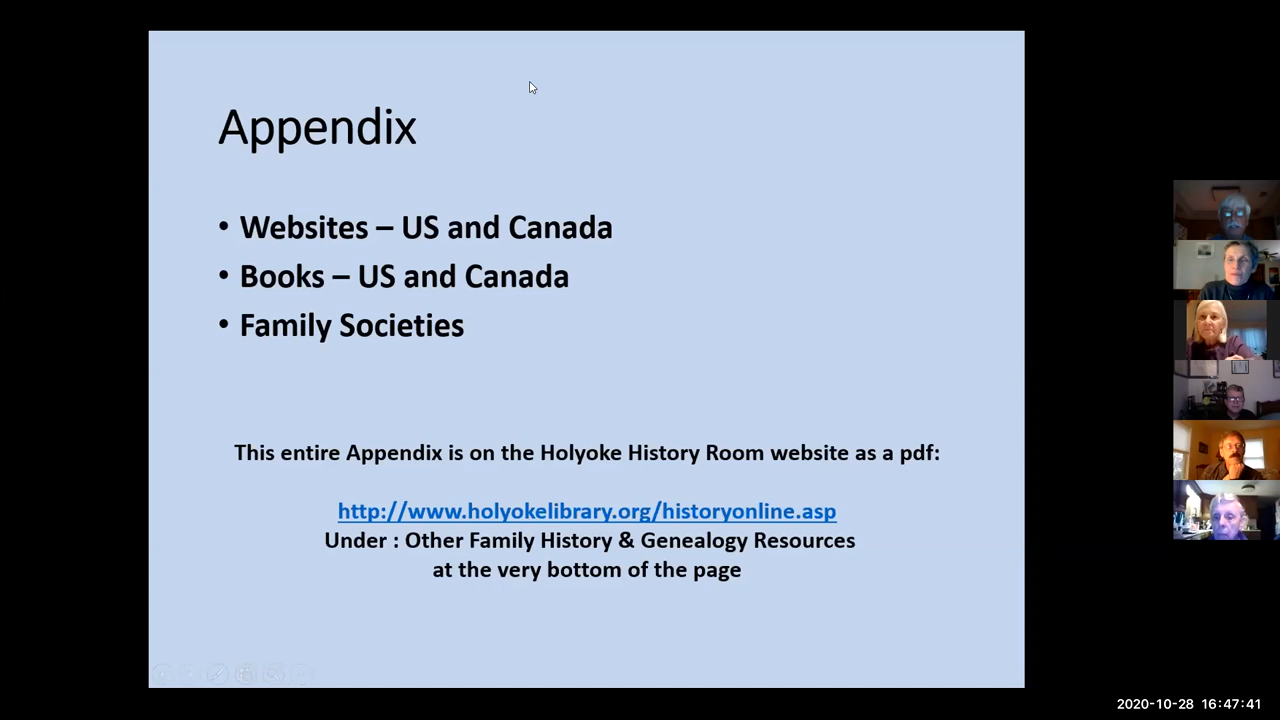 Appendix
• Websites – US and Canada
• Books – US and Canada
• Family Societies
This entire Appendix is on the Holyoke History Room website as a pdf:
http://www.holyokelibrary.org/historyonline.asp
Under : Other Family History & Genealogy Resources
at the very bottom of the page
2020-10-28 16:47:41